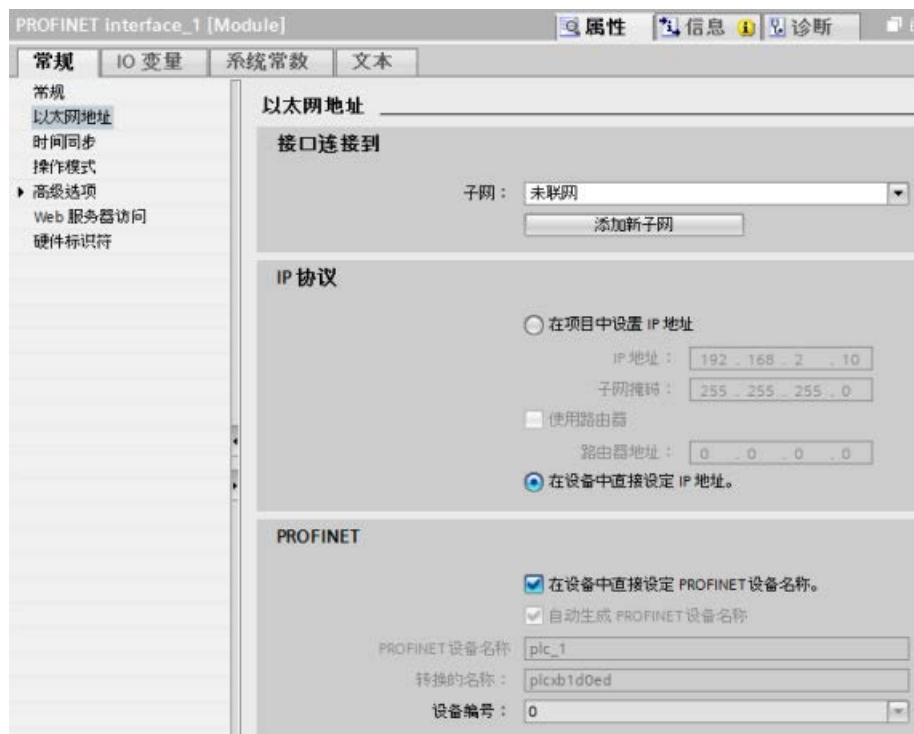 PROFINET interface_1 [Module]
属性 信息 诊断
常规 IO 变量 系统常数 文本
常规
以太网地址
时间同步
操作模式
高级选项
Web 服务器访问
硬件标识符
以太网地址
接口连接到
子网： 未联网
添加新子网
IP 协议
在项目中设置 IP 地址
IP 地址： 192 . 168 . 2 . 10
子网掩码： 255 . 255 . 255 . 0
使用路由器
路由器地址： 0 . 0 . 0 . 0
在设备中直接设定 IP 地址。
PROFINET
在设备中直接设定 PROFINET 设备名称。
自动生成 PROFINET 设备名称
PROFINET 设备名称 plc_1
转换的名称： plcxb1d0ed
设备编号： 0